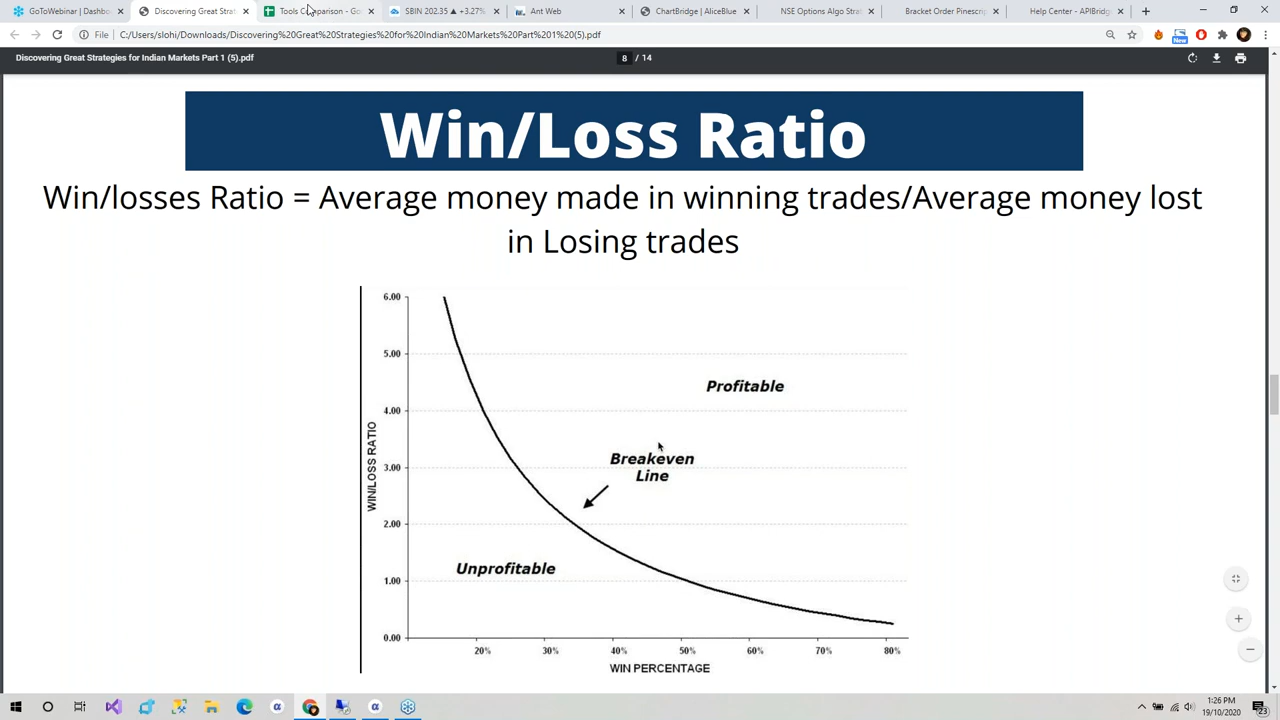 GoToWebinar | Dashbo
Discovering Great Strat
Tools Comparison - Go
SBIN 202.35 ▲ +3.27%
Ant Web
ChartBridge | AliceBlue
NSE Options Algo Strat
Bracket Order Pinescrip
Help Center - APIBridge
File | C:/Users/slohi/Downloads/Discovering%20Great%20Strategies%20for%20Indian%20Markets%20Part%201%20(5).pdf
New
Discovering Great Strategies for Indian Markets Part 1 (5).pdf
8 / 14
Win/Loss Ratio
Win/losses Ratio = Average money made in winning trades/Average money lost
in Losing trades
6.00
5.00
Profitable
4.00
WIN/LOSS RATIO
3.00
Breakeven
Line
2.00
Unprofitable
1.00
0.00
20% 30% 40% 50% 60% 70% 80%
WIN PERCENTAGE
1:26 PM
19/10/2020
23